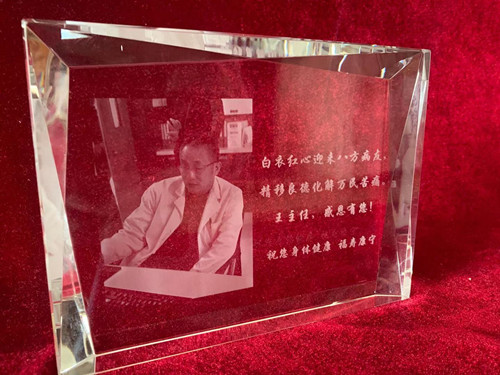 白衣红心迎来八方病友，
精移良德化解万民苦痛。
王主任，感恩有您！
祝您身体健康 福寿康宁